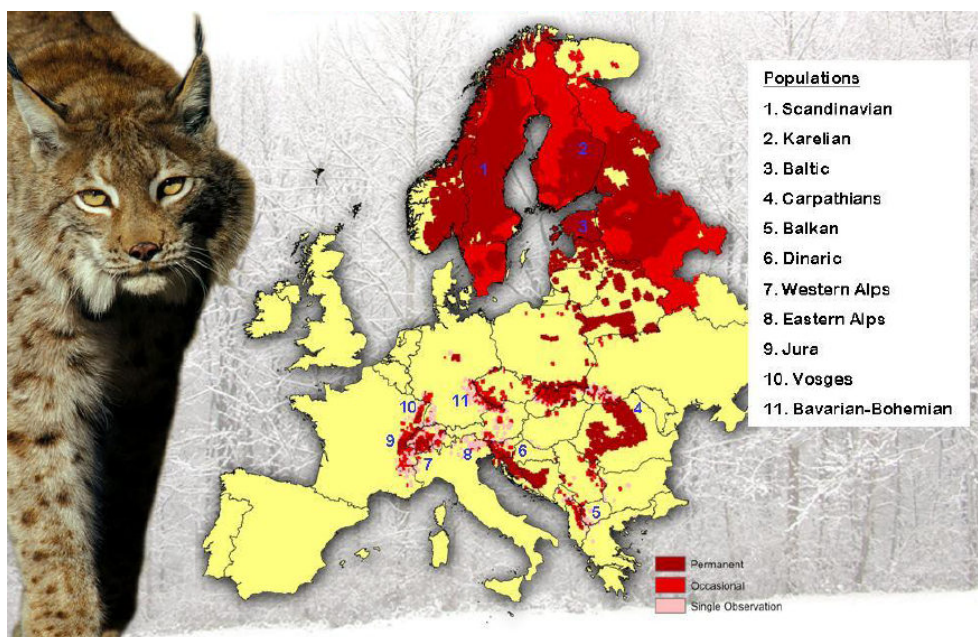 Populations
1. Scandinavian
2. Karelian
3. Baltic
4. Carpathians
5. Balkan
6. Dinaric
7. Western Alps
8. Eastern Alps
9. Jura
10. Vosges
11. Bavarian-Bohemian
1
2
3
4
5
6
7
8
9
10
11
Permanent
Occasional
Single Observation